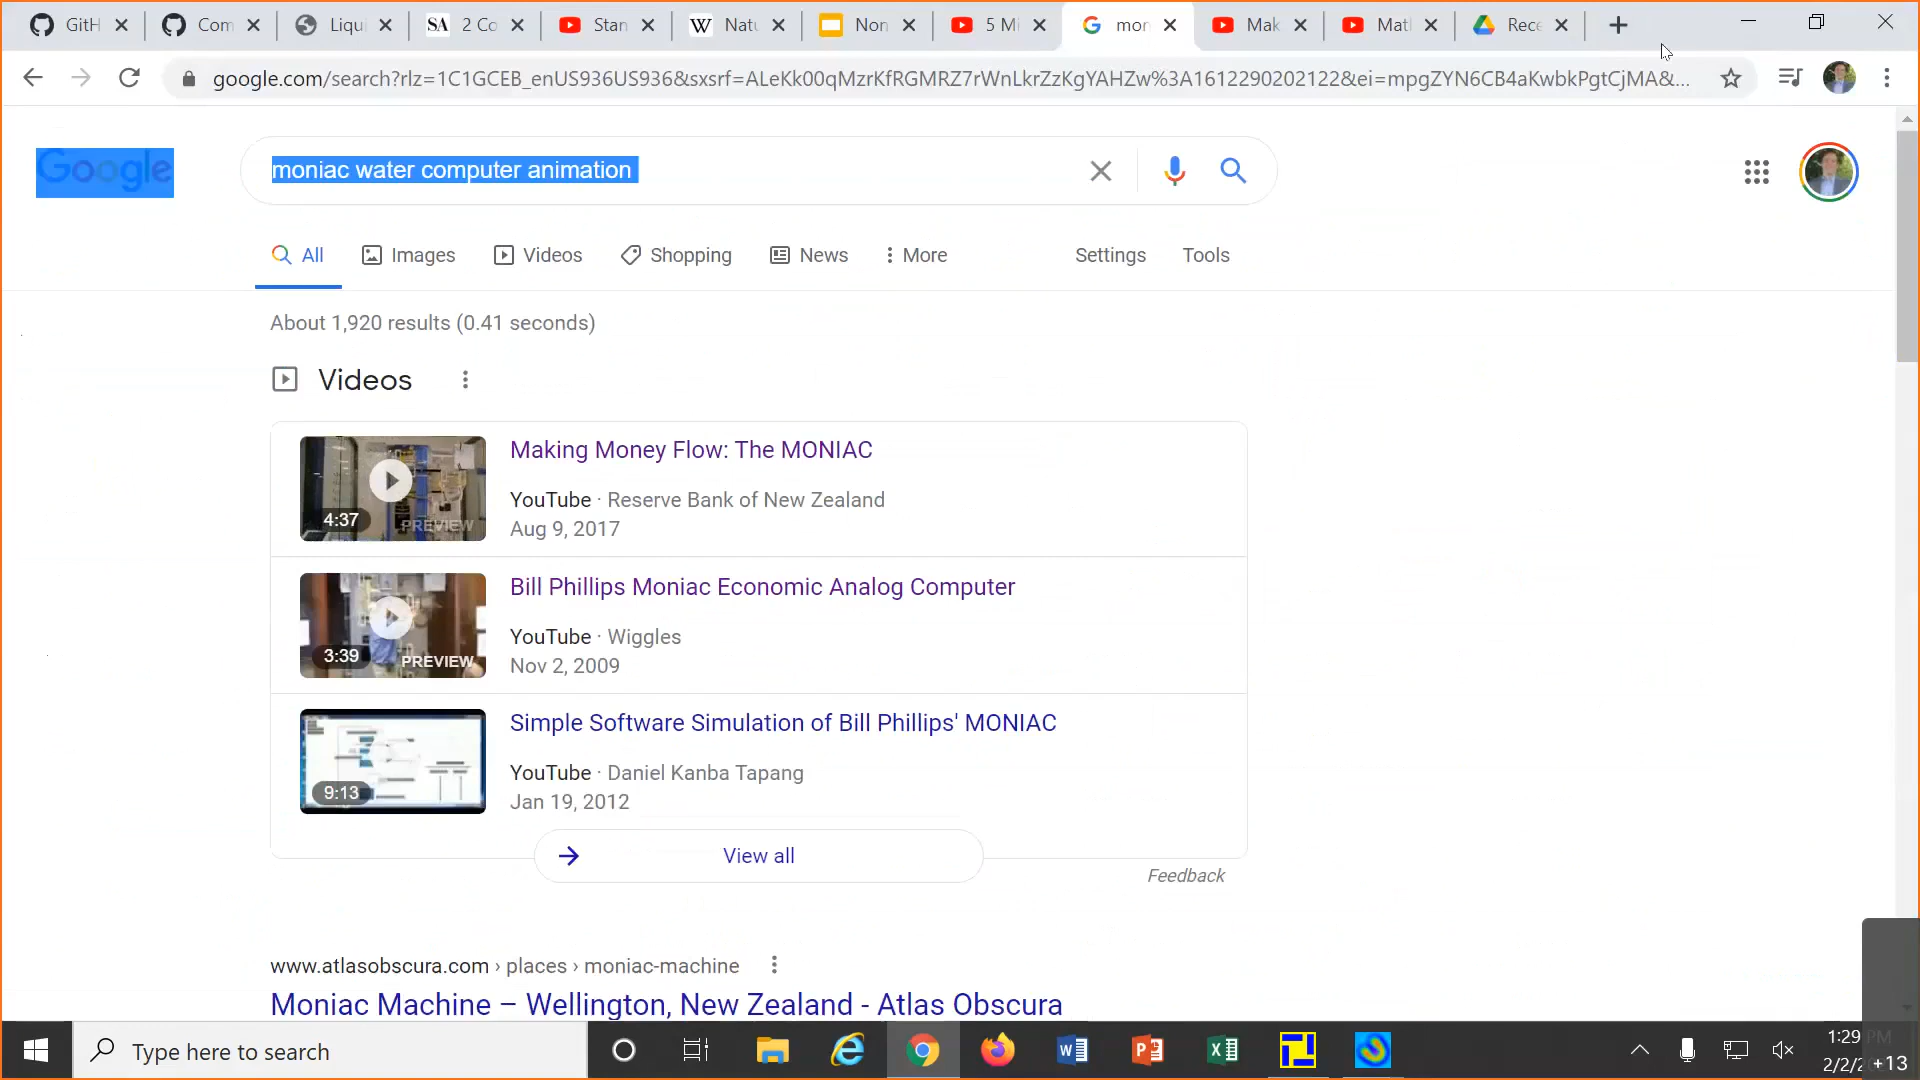 GitH Com Liqui SA 2 Co Stan W Natu Non 5 Mi mon Mak Matl Rece
google.com/search?rlz=1C1GCEB_enUS936US936&sxsrf=ALeKk00qMzrKfRGMRZ7rWnLkrZzKgYAHZw%3A1612290202122&ei=mpgZYN6CB4aKwbkPgtCjMA&...
Google moniac water computer animation
All Images Videos Shopping News More Settings Tools
About 1,920 results (0.41 seconds)
Videos
Making Money Flow: The MONIAC
YouTube · Reserve Bank of New Zealand
4:37 PREVIEW Aug 9, 2017
Bill Phillips Moniac Economic Analog Computer
YouTube · Wiggles
3:39 PREVIEW Nov 2, 2009
Simple Software Simulation of Bill Phillips' MONIAC
YouTube · Daniel Kanba Tapang
9:13 Jan 19, 2012
View all
Feedback
www.atlasobscura.com › places › moniac-machine
Moniac Machine – Wellington, New Zealand - Atlas Obscura
Type here to search
1:29 PM
2/2/2 +13